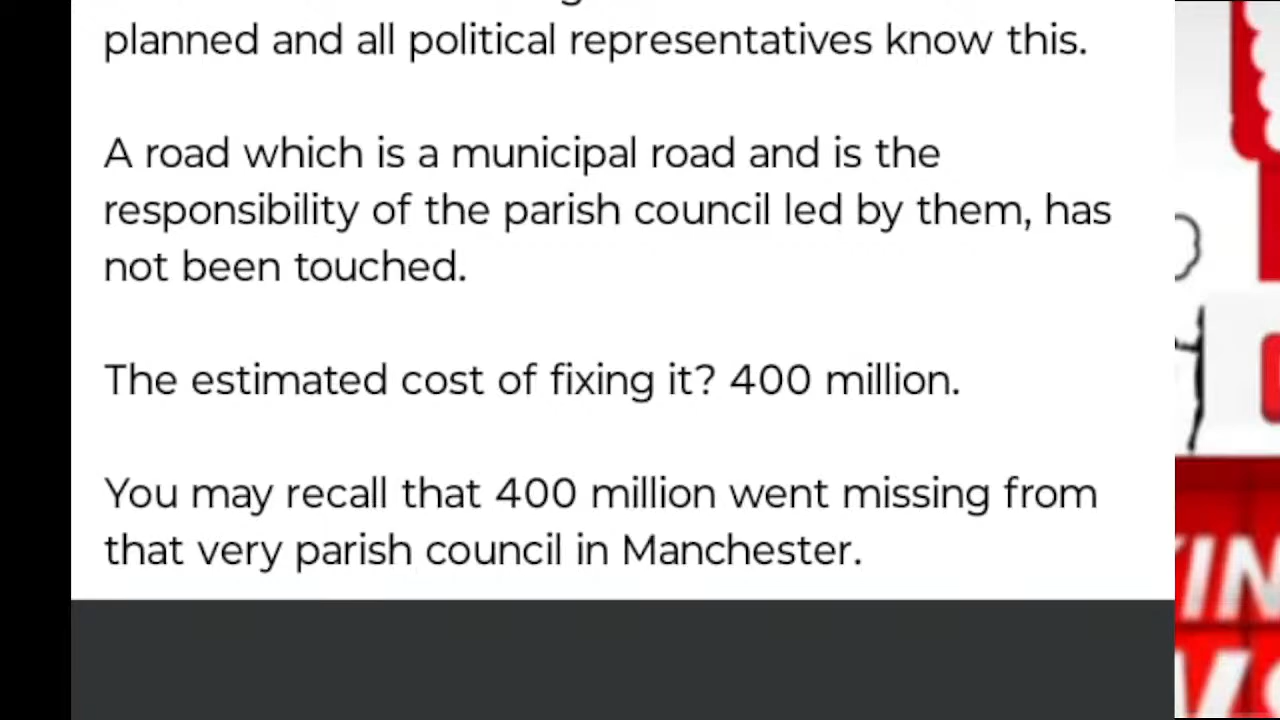 planned and all political representatives know this.
A road which is a municipal road and is the
responsibility of the parish council led by them, has
not been touched.
The estimated cost of fixing it? 400 million.
You may recall that 400 million went missing from
that very parish council in Manchester.